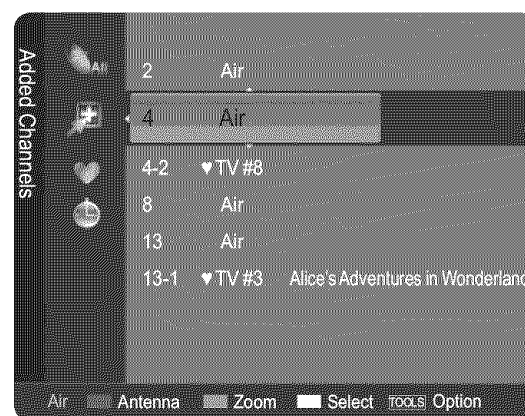 Added Channels
All
2 Air
4 Air
4-2 ♥ TV #8
8 Air
13 Air
13-1 ♥ TV #3 Alice's Adventures in Wonderland
Air Antenna Zoom Select TOOLS Option